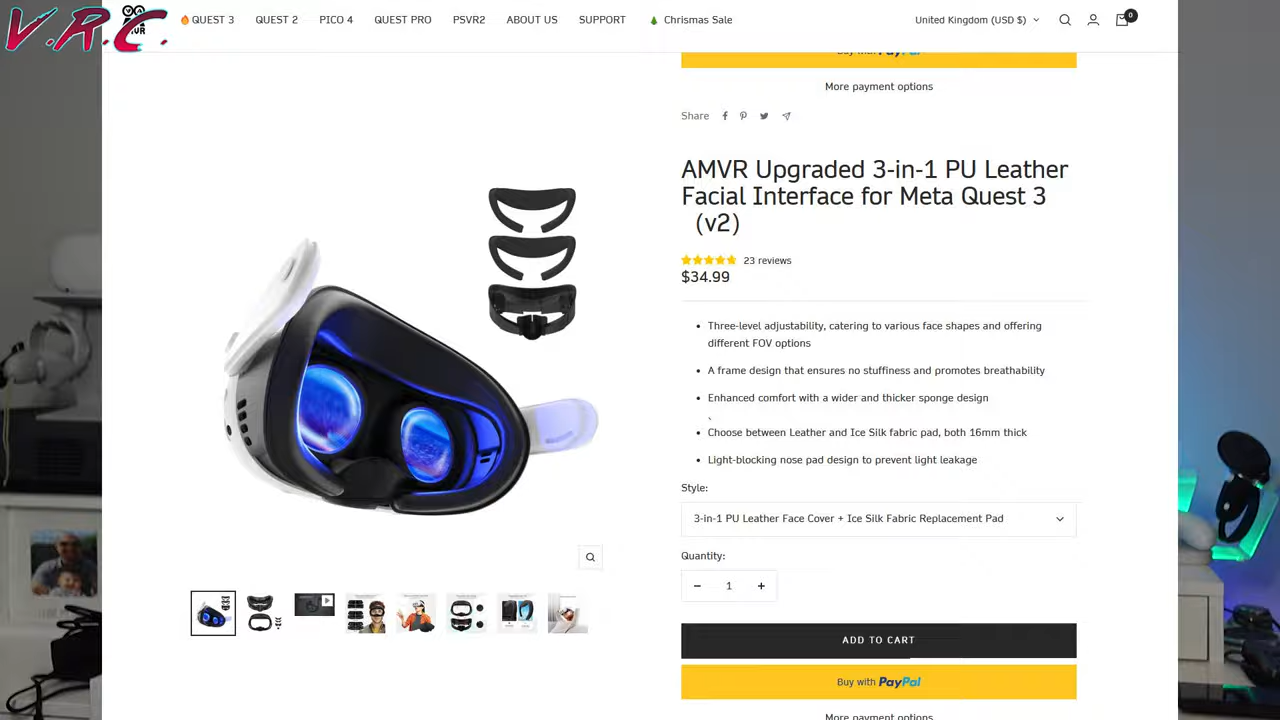 V.R.C.
VR
🔥QUEST 3
QUEST 2
PICO 4
QUEST PRO
PSVR2
ABOUT US
SUPPORT
🎄 Chrismas Sale
United Kingdom (USD $)
0
Buy with PayPal
More payment options
Share
AMVR Upgraded 3-in-1 PU Leather
Facial Interface for Meta Quest 3
（v2)
23 reviews
$34.99
• Three-level adjustability, catering to various face shapes and offering
different FOV options
• A frame design that ensures no stuffiness and promotes breathability
• Enhanced comfort with a wider and thicker sponge design
、
• Choose between Leather and Ice Silk fabric pad, both 16mm thick
• Light-blocking nose pad design to prevent light leakage
Style:
3-in-1 PU Leather Face Cover + Ice Silk Fabric Replacement Pad
Quantity:
− 1 +
ADD TO CART
Buy with PayPal
More payment options